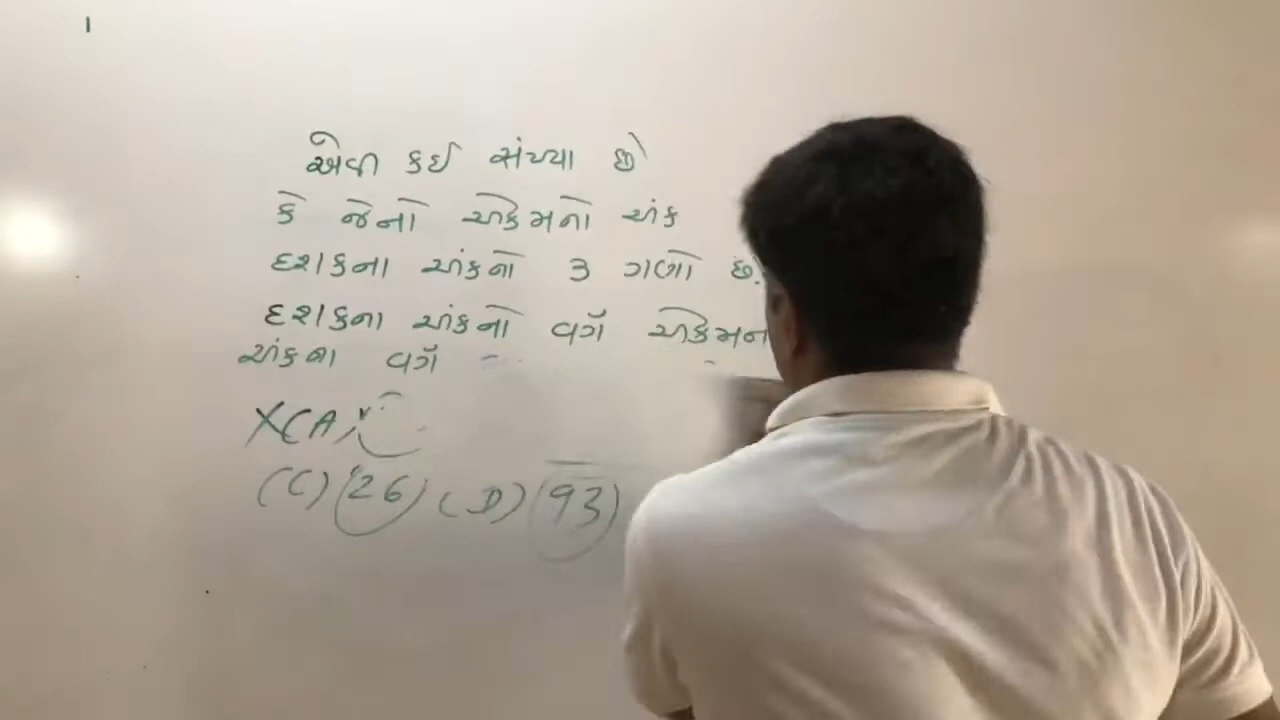 એવી કઈ સંખ્યા છે
કે જેનો એકમનો અંક
દશકના અંકનો 3 ગણો છે.
દશકના અંકનો વર્ગ એકમન
અંકના વર્ગ
X(A)
(C) 26 (D) 93